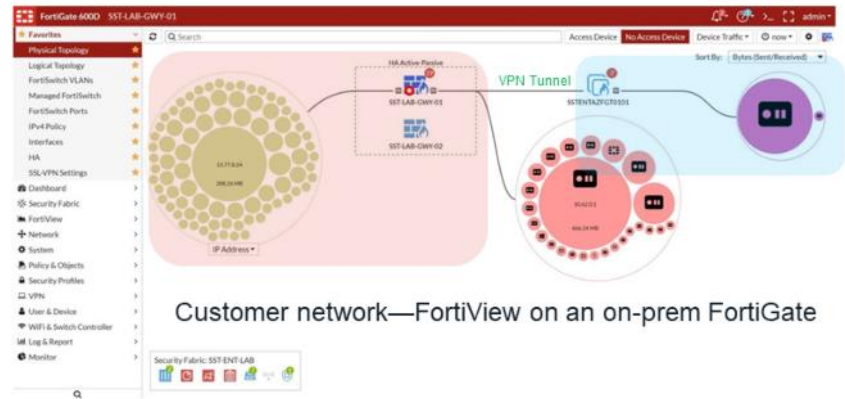 FortiGate 600D SST-LAB-GWY-01
admin
Favorites
Physical Topology
Logical Topology
FortiSwitch VLANs
Managed FortiSwitch
FortiSwitch Ports
IPv4 Policy
Interfaces
HA
SSL-VPN Settings
Dashboard
Security Fabric
FortiView
Network
System
Policy & Objects
Security Profiles
VPN
User & Device
WiFi & Switch Controller
Log & Report
Monitor
Search
Access Device No Access Device Device Traffic now
Sort By: Bytes (Sent/Received)
HA Active-Passive
SST-LAB-GWY-01
SST-LAB-GWY-02
VPN Tunnel
SSTENTAZFGT0101
IP Address
Customer network—FortiView on an on-prem FortiGate
Security Fabric: SST-ENT-LAB